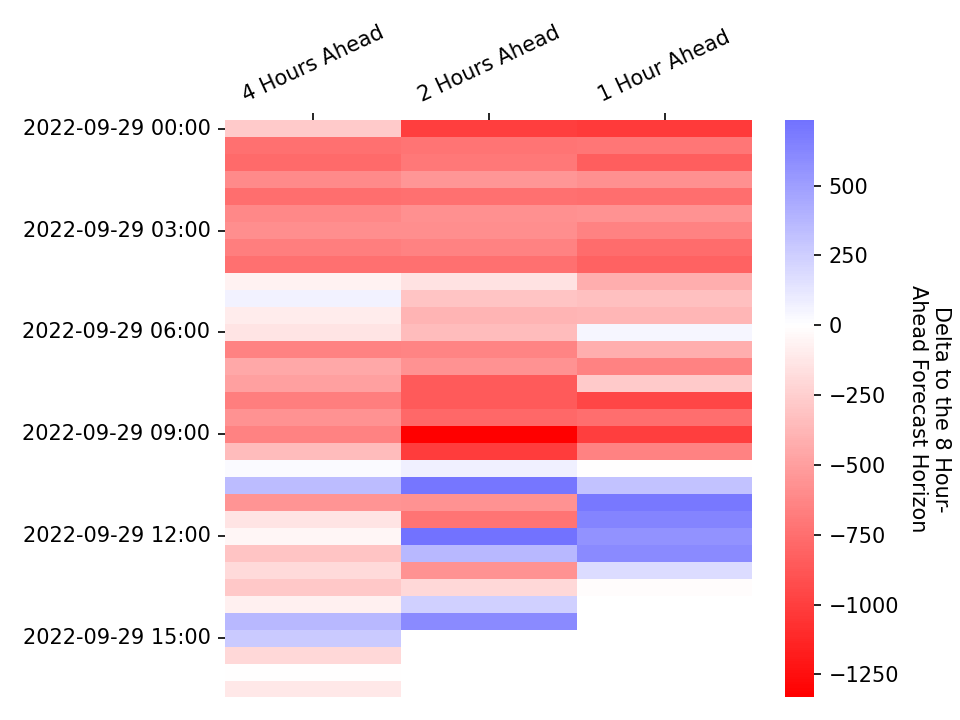 4 Hours Ahead
2 Hours Ahead
1 Hour Ahead
2022-09-29 00:00
2022-09-29 03:00
2022-09-29 06:00
2022-09-29 09:00
2022-09-29 12:00
2022-09-29 15:00
500
250
0
−250
−500
−750
−1000
−1250
Delta to the 8 Hour-
Ahead Forecast Horizon